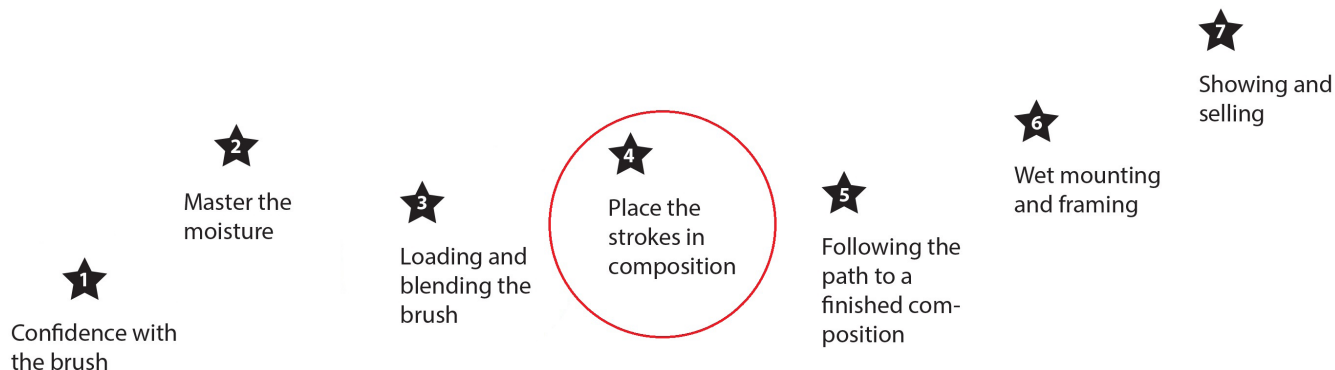 1
Confidence with
the brush
2
Master the
moisture
3
Loading and
blending the
brush
4
Place the
strokes in
composition
5
Following the
path to a
finished com-
position
6
Wet mounting
and framing
7
Showing and
selling